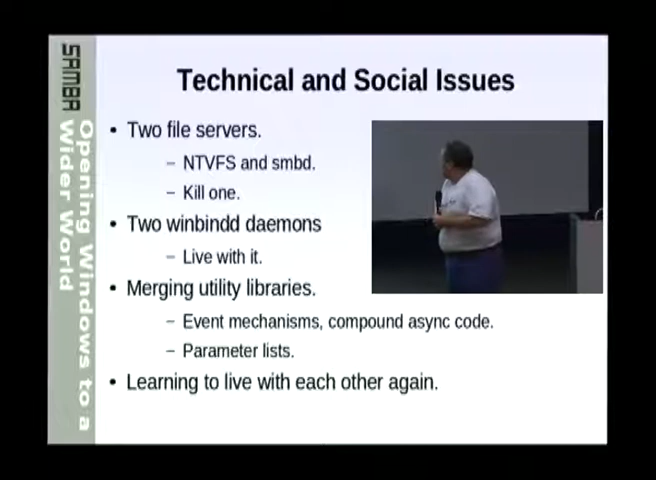 SAMBA
Opening Windows to a
Wider World
Technical and Social Issues
• Two file servers.
– NTVFS and smbd.
– Kill one.
• Two winbindd daemons
– Live with it.
• Merging utility libraries.
– Event mechanisms, compound async code.
– Parameter lists.
• Learning to live with each other again.